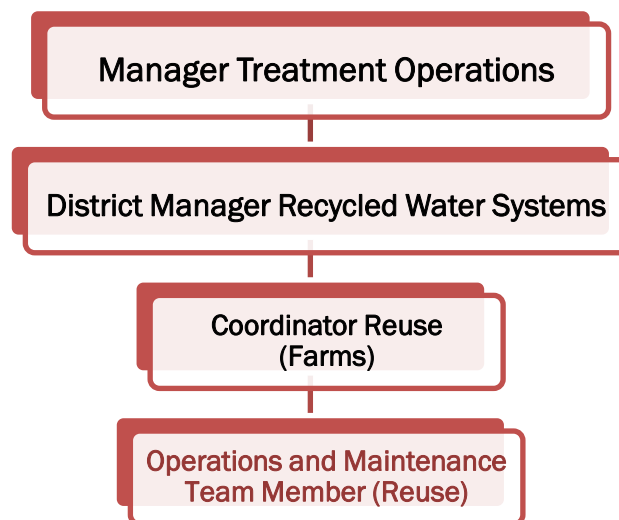 Manager Treatment Operations
District Manager Recycled Water Systems
Coordinator Reuse
(Farms)
Operations and Maintenance
Team Member (Reuse)